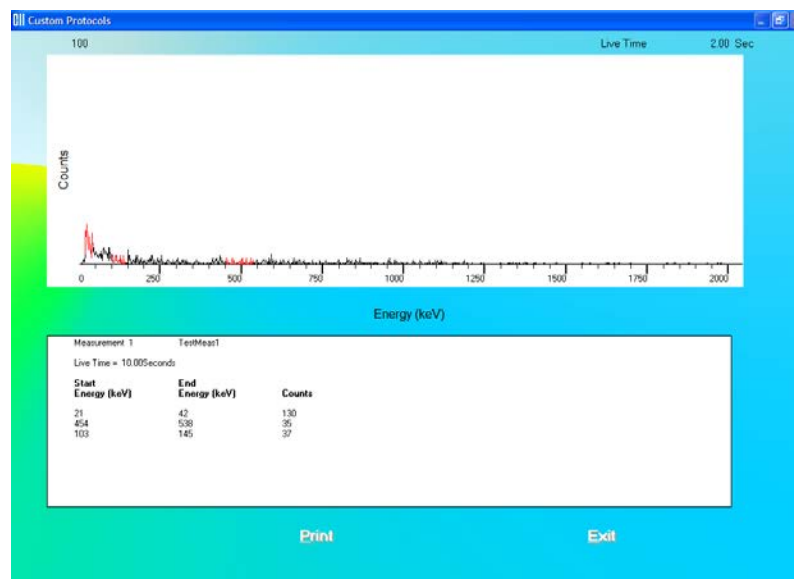 Custom Protocols
100 Live Time 2.00 Sec
Counts
0 250 500 750 1000 1250 1500 1750 2000
Energy (keV)
Measurement 1 TestMeas1
Live Time = 10.00Seconds
Start End
Energy (keV) Energy (keV) Counts
21 42 130
454 538 35
103 145 37
Print Exit